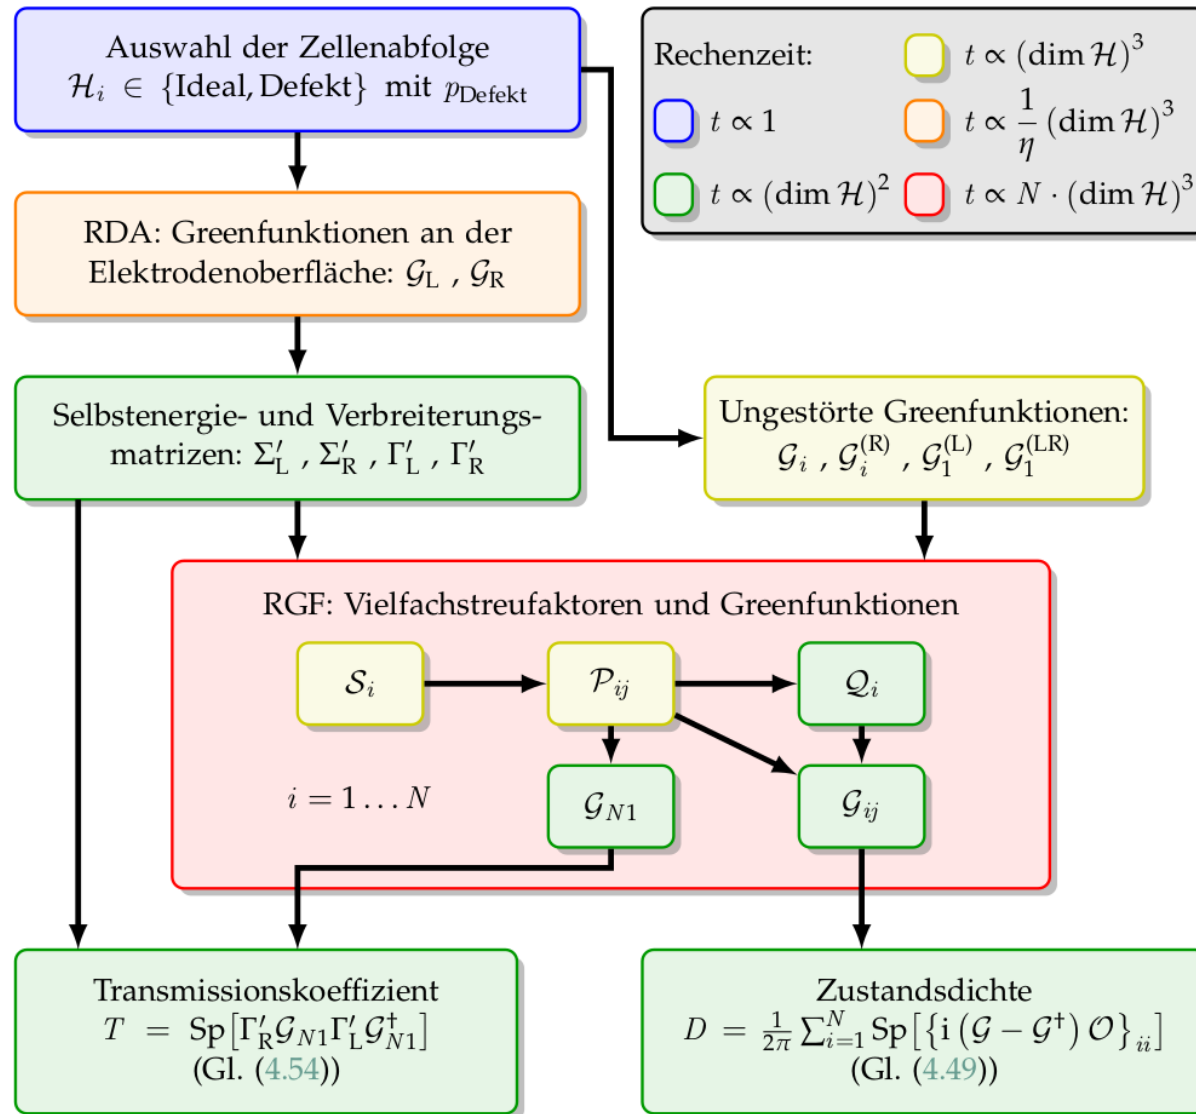 Auswahl der Zellenabfolge
ℋᵢ ∈ {Ideal, Defekt} mit p_Defekt
Rechenzeit:
t ∝ 1
t ∝ (dim ℋ)²
t ∝ (dim ℋ)³
t ∝ 1/η (dim ℋ)³
t ∝ N · (dim ℋ)³
RDA: Greenfunktionen an der
Elektrodenoberfläche: 𝒢_L , 𝒢_R
Selbstenergie- und Verbreiterungs-
matrizen: Σ′_L , Σ′_R , Γ′_L , Γ′_R
Ungestörte Greenfunktionen:
𝒢_i , 𝒢_i^(R) , 𝒢_1^(L) , 𝒢_1^(LR)
RGF: Vielfachstreufaktoren und Greenfunktionen
𝒮_i
𝒫_ij
𝒬_i
i = 1 … N
𝒢_N1
𝒢_ij
Transmissionskoeffizient
T = Sp[Γ′_R 𝒢_N1 Γ′_L 𝒢†_N1]
(Gl. (4.54))
Zustandsdichte
D = 1/2π ∑_{i=1}^N Sp[{i (𝒢 − 𝒢†) 𝒪}_ii]
(Gl. (4.49))